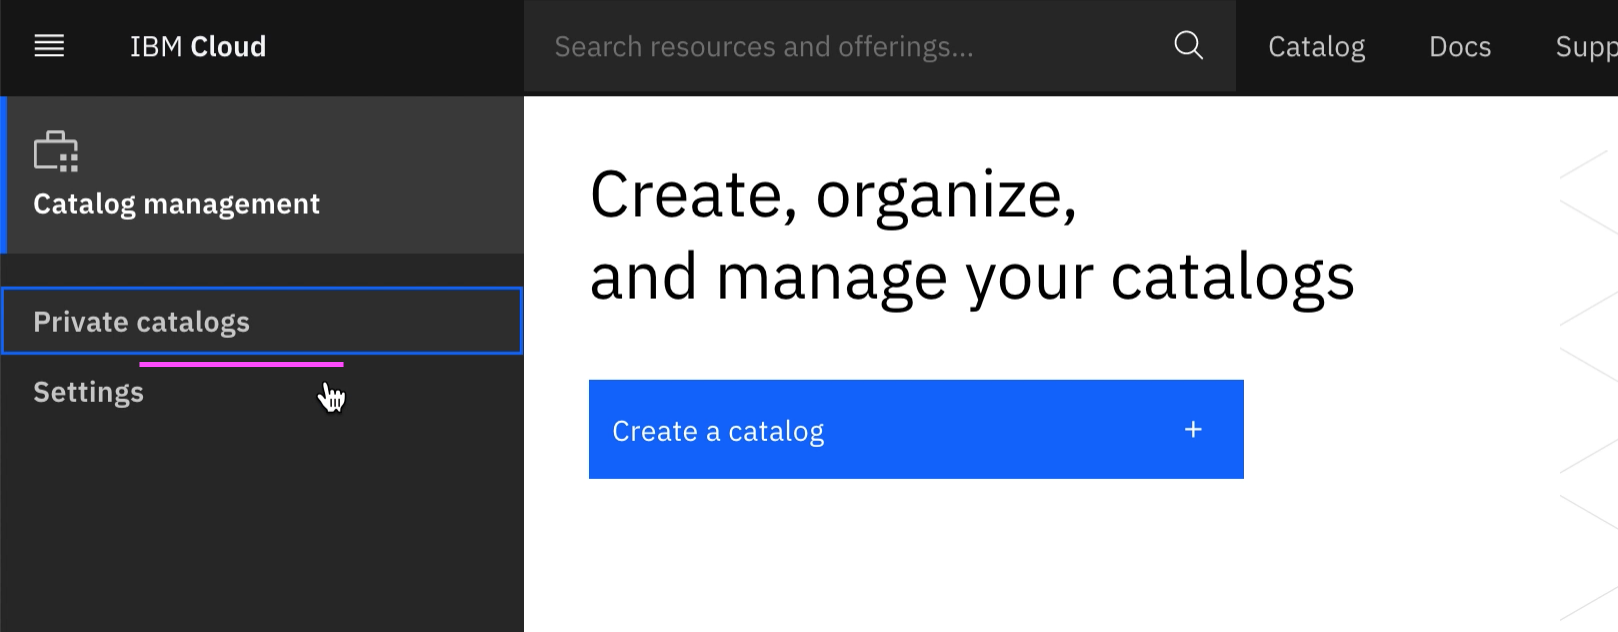 IBM Cloud
Search resources and offerings...
Catalog
Docs
Catalog management
Private catalogs
Settings
Create, organize,
and manage your catalogs
Create a catalog +